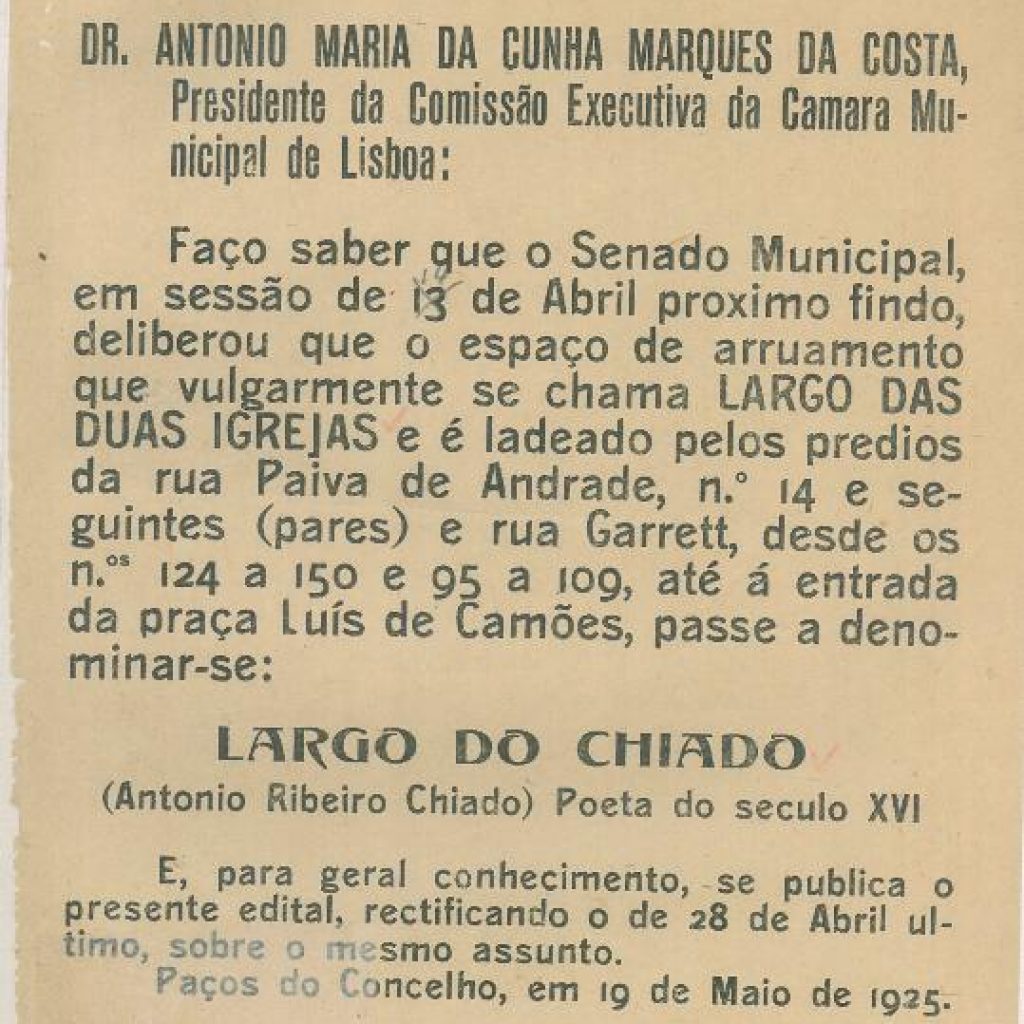 DR. ANTONIO MARIA DA CUNHA MARQUES DA COSTA,
Presidente da Comissão Executiva da Camara Mu-
nicipal de Lisboa:
Faço saber que o Senado Municipal,
em sessão de 13 de Abril proximo findo,
deliberou que o espaço de arruamento
que vulgarmente se chama LARGO DAS
DUAS IGREJAS e é ladeado pelos predios
da rua Paiva de Andrade, n.° 14 e se-
guintes (pares) e rua Garrett, desde os
n.ºˢ 124 a 150 e 95 a 109, até á entrada
da praça Luís de Camões, passe a deno-
minar-se:
LARGO DO CHIADO
(Antonio Ribeiro Chiado) Poeta do seculo XVI
E, para geral conhecimento, se publica o
presente edital, rectificando o de 28 de Abril ul-
timo, sobre o mesmo assunto.
Paços do Concelho, em 19 de Maio de 1925.